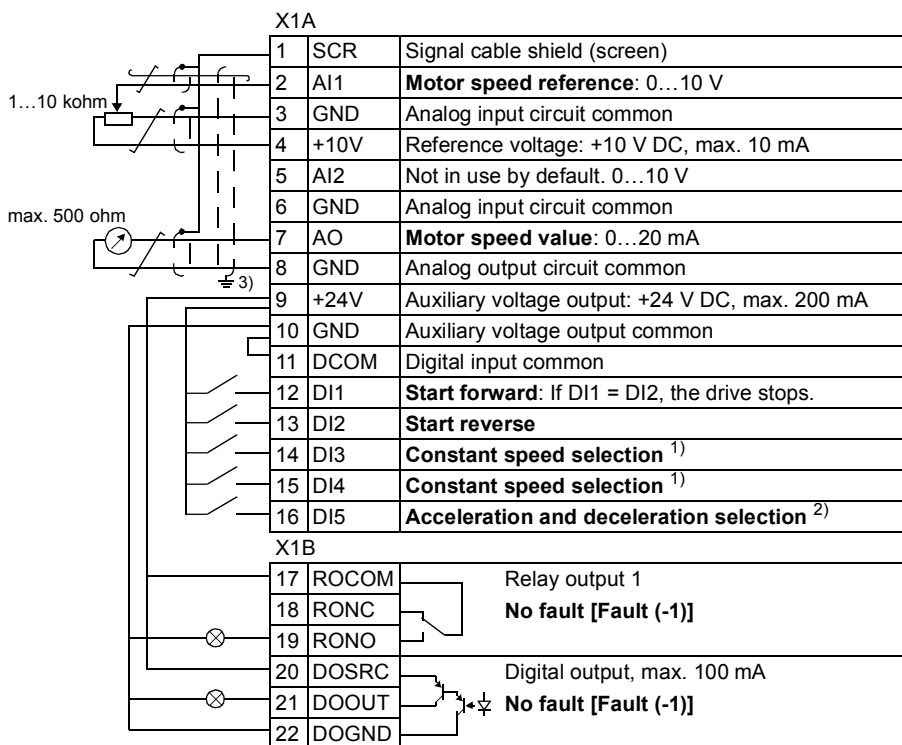 X1A
1 SCR Signal cable shield (screen)
2 AI1 Motor speed reference: 0…10 V
1…10 kohm
3 GND Analog input circuit common
4 +10V Reference voltage: +10 V DC, max. 10 mA
5 AI2 Not in use by default. 0…10 V
6 GND Analog input circuit common
max. 500 ohm
7 AO Motor speed value: 0…20 mA
8 GND Analog output circuit common
3)
9 +24V Auxiliary voltage output: +24 V DC, max. 200 mA
10 GND Auxiliary voltage output common
11 DCOM Digital input common
12 DI1 Start forward: If DI1 = DI2, the drive stops.
13 DI2 Start reverse
14 DI3 Constant speed selection 1)
15 DI4 Constant speed selection 1)
16 DI5 Acceleration and deceleration selection 2)
X1B
17 ROCOM Relay output 1
18 RONC No fault [Fault (-1)]
19 RONO
20 DOSRC Digital output, max. 100 mA
21 DOOUT No fault [Fault (-1)]
22 DOGND